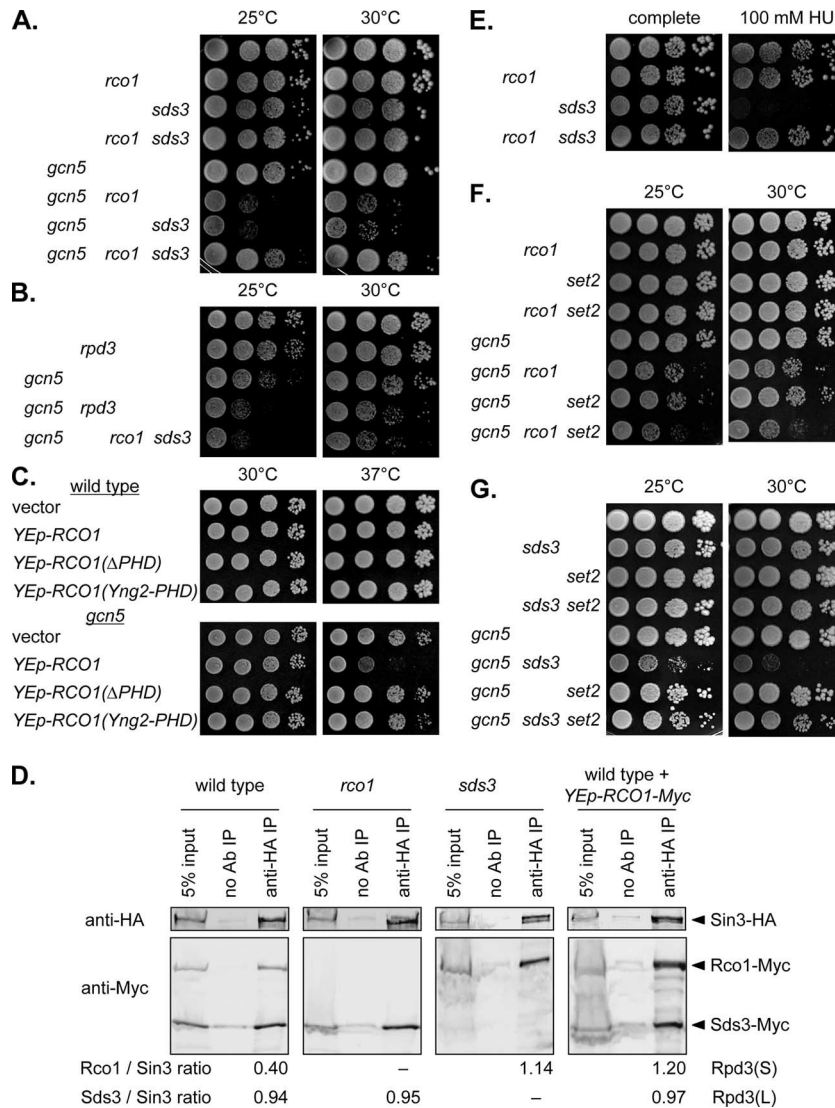 A.
25°C 30°C
rco1
sds3
rco1 sds3
gcn5
gcn5 rco1
gcn5 sds3
gcn5 rco1 sds3
B.
25°C 30°C
rpd3
gcn5
gcn5 rpd3
gcn5 rco1 sds3
C.
30°C 37°C
wild type
vector
YEp-RCO1
YEp-RCO1(ΔPHD)
YEp-RCO1(Yng2-PHD)
gcn5
vector
YEp-RCO1
YEp-RCO1(ΔPHD)
YEp-RCO1(Yng2-PHD)
E.
complete 100 mM HU
rco1
sds3
rco1 sds3
F.
25°C 30°C
rco1
set2
rco1 set2
gcn5
gcn5 rco1
gcn5 set2
gcn5 rco1 set2
G.
25°C 30°C
sds3
set2
sds3 set2
gcn5
gcn5 sds3
gcn5 set2
gcn5 sds3 set2
D.
wild type rco1 sds3 wild type +
YEp-RCO1-Myc
5% input no Ab IP anti-HA IP 5% input no Ab IP anti-HA IP 5% input no Ab IP anti-HA IP 5% input no Ab IP anti-HA IP
anti-HA Sin3-HA
anti-Myc Rco1-Myc
Sds3-Myc
Rco1 / Sin3 ratio 0.40 – 1.14 1.20 Rpd3(S)
Sds3 / Sin3 ratio 0.94 0.95 – 0.97 Rpd3(L)